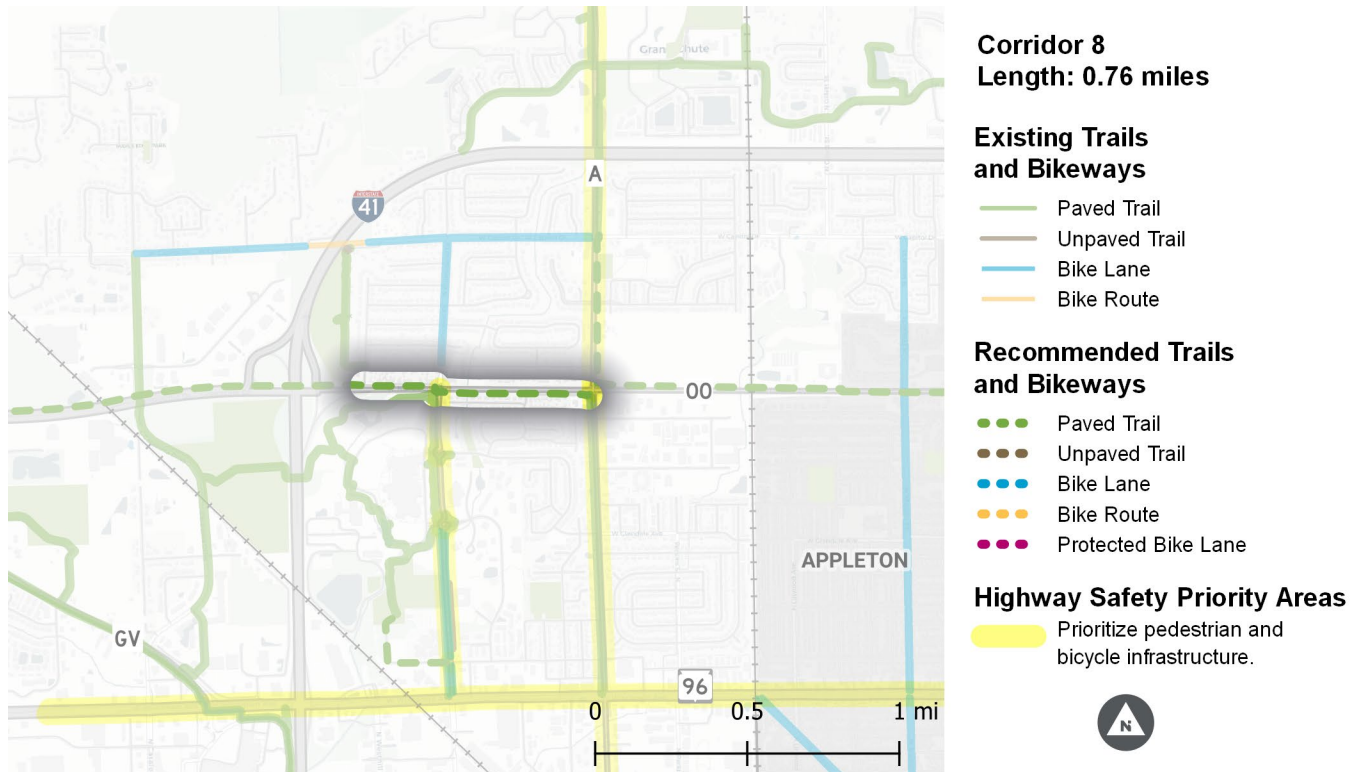 Corridor 8
Length: 0.76 miles
Existing Trails
and Bikeways
Paved Trail
Unpaved Trail
Bike Lane
Bike Route
Recommended Trails
and Bikeways
Paved Trail
Unpaved Trail
Bike Lane
Bike Route
Protected Bike Lane
Highway Safety Priority Areas
Prioritize pedestrian and
bicycle infrastructure.
N
Grand Chute
A
41
OO
APPLETON
GV
96
0 0.5 1 mi